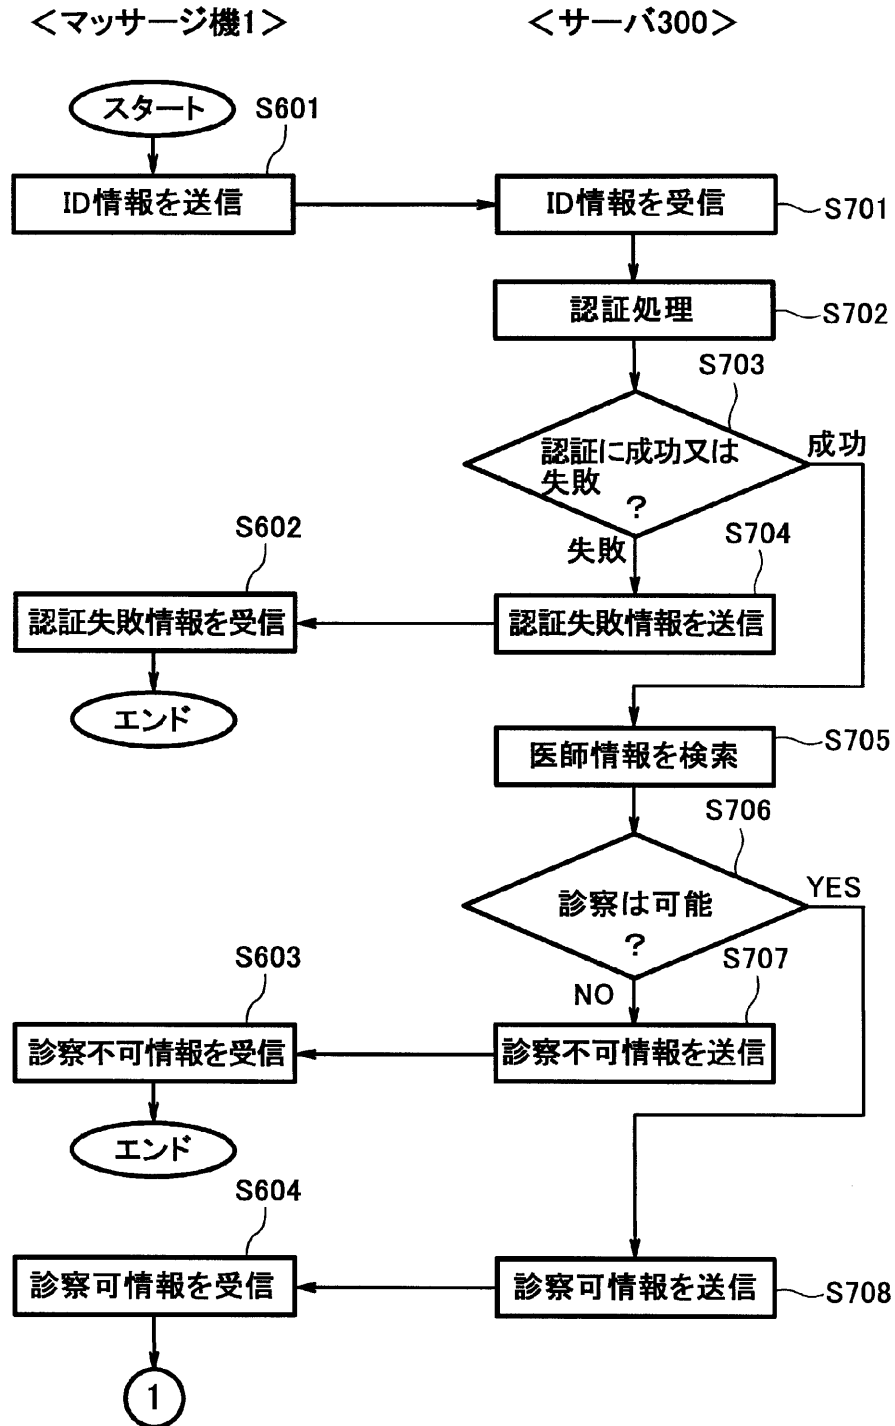 ＜マッサージ機1＞
＜サーバ300＞
スタート
S601
ID情報を送信
ID情報を受信
S701
認証処理
S702
S703
認証に成功又は
失敗
？
成功
失敗
S704
S602
認証失敗情報を受信
認証失敗情報を送信
エンド
医師情報を検索
S705
S706
診察は可能
？
YES
NO
S707
S603
診察不可情報を受信
診察不可情報を送信
エンド
S604
診察可情報を受信
診察可情報を送信
S708
1